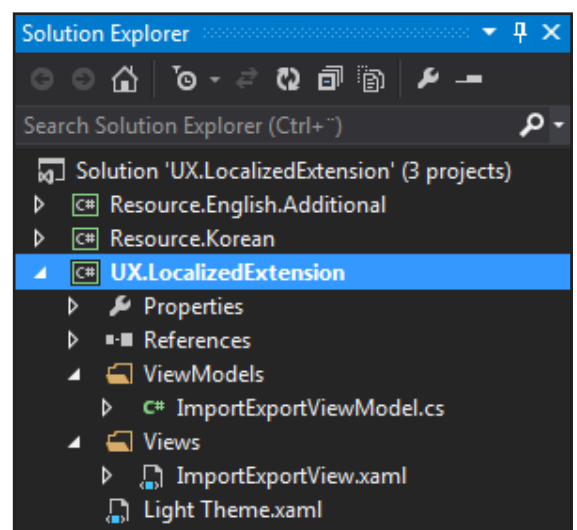 Solution Explorer
Search Solution Explorer (Ctrl+¨)
Solution 'UX.LocalizedExtension' (3 projects)
C# Resource.English.Additional
C# Resource.Korean
C# UX.LocalizedExtension
Properties
References
ViewModels
C# ImportExportViewModel.cs
Views
ImportExportView.xaml
Light Theme.xaml